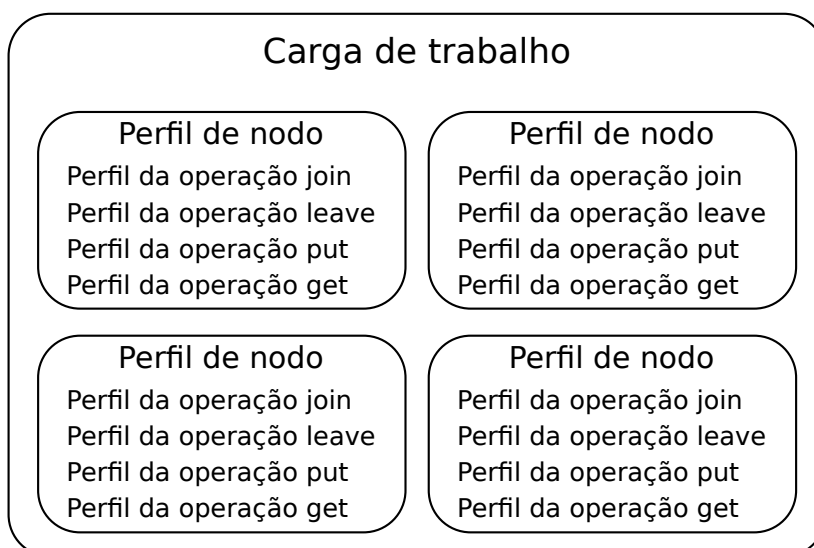 Carga de trabalho
Perfil de nodo
Perfil da operação join
Perfil da operação leave
Perfil da operação put
Perfil da operação get
Perfil de nodo
Perfil da operação join
Perfil da operação leave
Perfil da operação put
Perfil da operação get
Perfil de nodo
Perfil da operação join
Perfil da operação leave
Perfil da operação put
Perfil da operação get
Perfil de nodo
Perfil da operação join
Perfil da operação leave
Perfil da operação put
Perfil da operação get